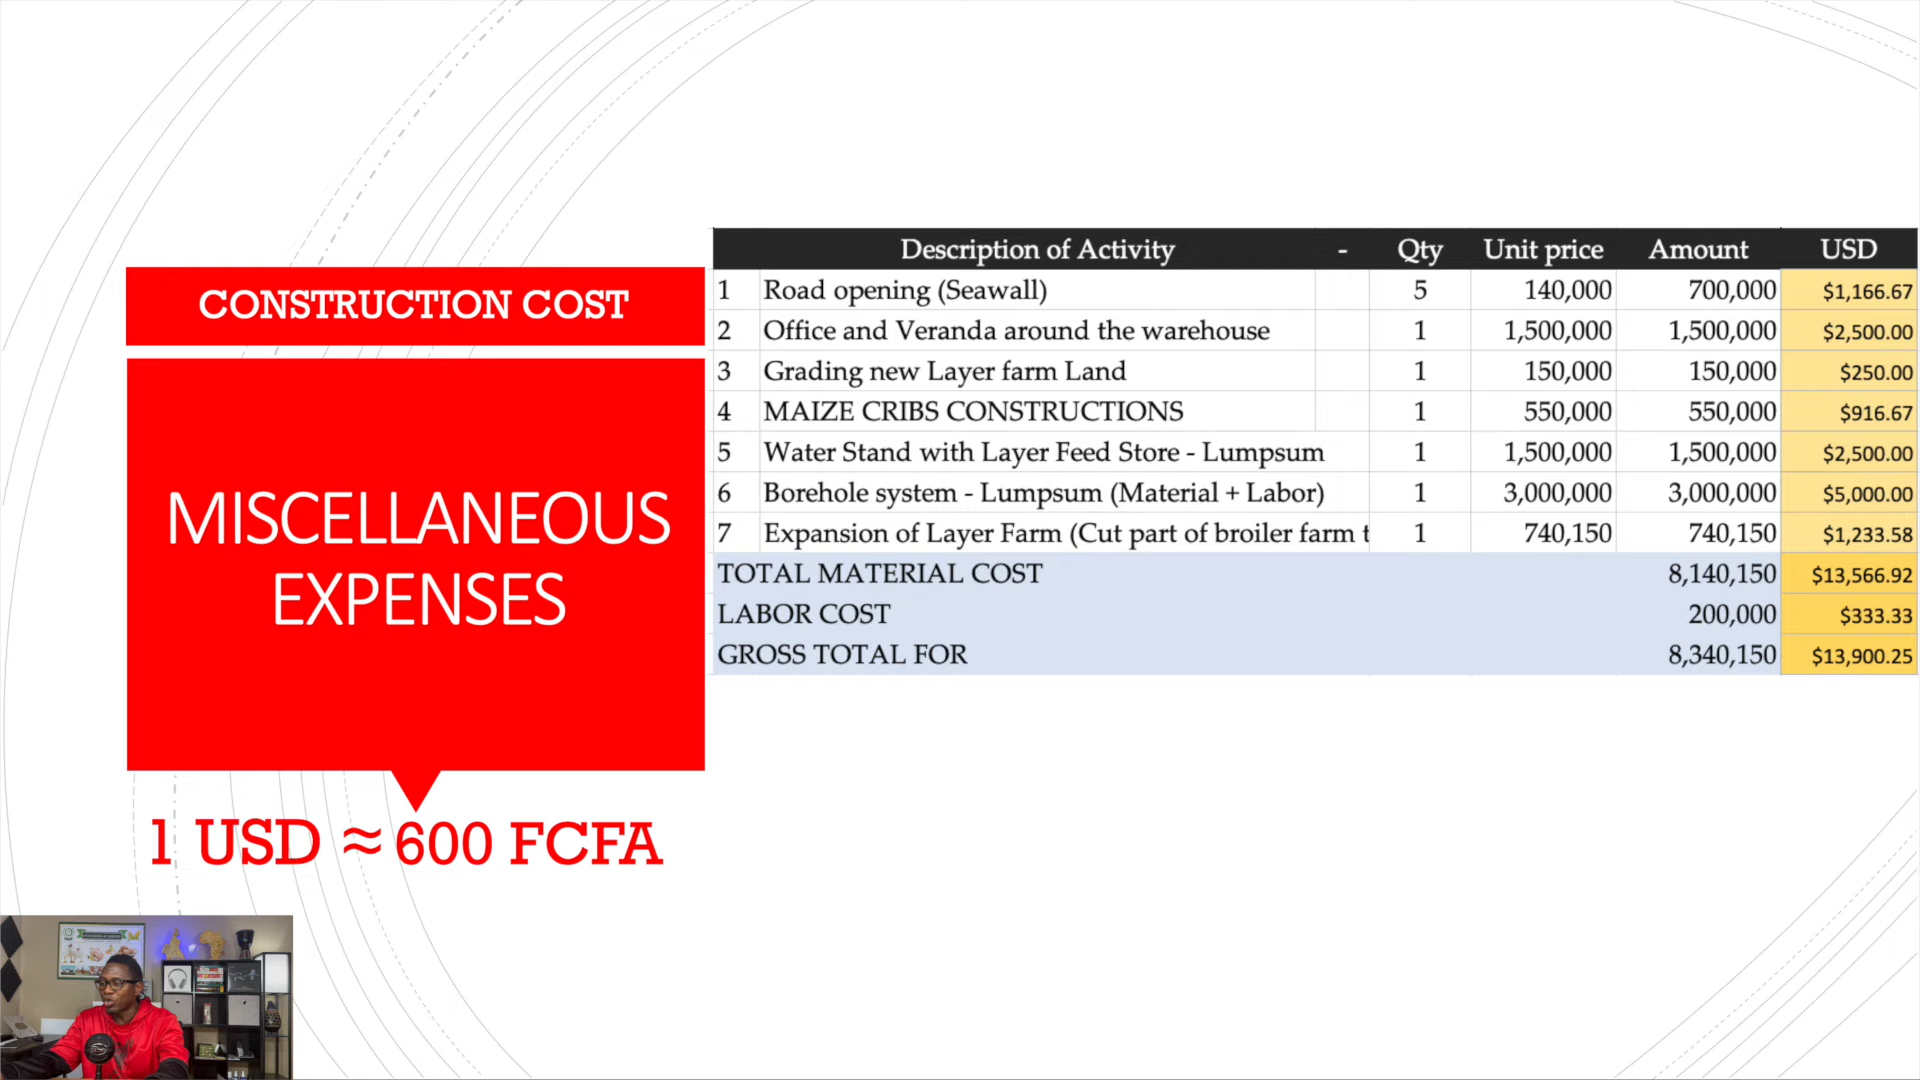 CONSTRUCTION COST
MISCELLANEOUS
EXPENSES
1 USD ≈ 600 FCFA
Description of Activity - Qty Unit price Amount USD
1 Road opening (Seawall) 5 140,000 700,000 $1,166.67
2 Office and Veranda around the warehouse 1 1,500,000 1,500,000 $2,500.00
3 Grading new Layer farm Land 1 150,000 150,000 $250.00
4 MAIZE CRIBS CONSTRUCTIONS 1 550,000 550,000 $916.67
5 Water Stand with Layer Feed Store - Lumpsum 1 1,500,000 1,500,000 $2,500.00
6 Borehole system - Lumpsum (Material + Labor) 1 3,000,000 3,000,000 $5,000.00
7 Expansion of Layer Farm (Cut part of broiler farm t 1 740,150 740,150 $1,233.58
TOTAL MATERIAL COST 8,140,150 $13,566.92
LABOR COST 200,000 $333.33
GROSS TOTAL FOR 8,340,150 $13,900.25